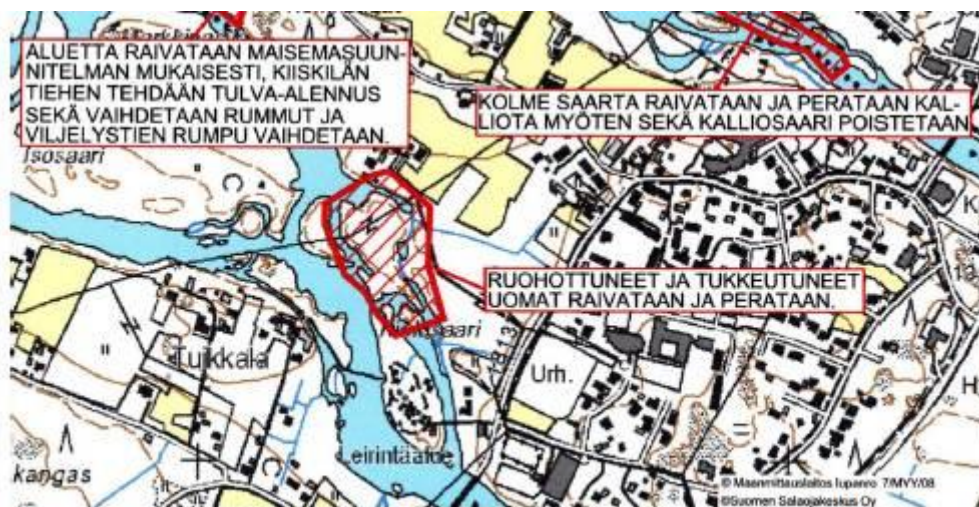 ALUETTA RAIVATAAN MAISEMASUUN-
NITELMAN MUKAISESTI, KIISKILÄN
TIEHEN TEHDÄÄN TULVA-ALENNUS
SEKÄ VAIHDETAAN RUMMUT JA
VILJELYSTIEN RUMPU VAIHDETAAN.
KOLME SAARTA RAIVATAAN JA PERATAAN KAL-
LIOTA MYÖTEN SEKÄ KALLIOSAARI POISTETAAN.
Isosaari
RUOHOTTUNEET JA TUKKEUTUNEET
UOMAT RAIVATAAN JA PERATAAN.
Tuikkala
Urh.
Leirintäalue
kangas
© Maanmittauslaitos lupanro 7/MYY/08
©Suomen Salaojakeskus Oy